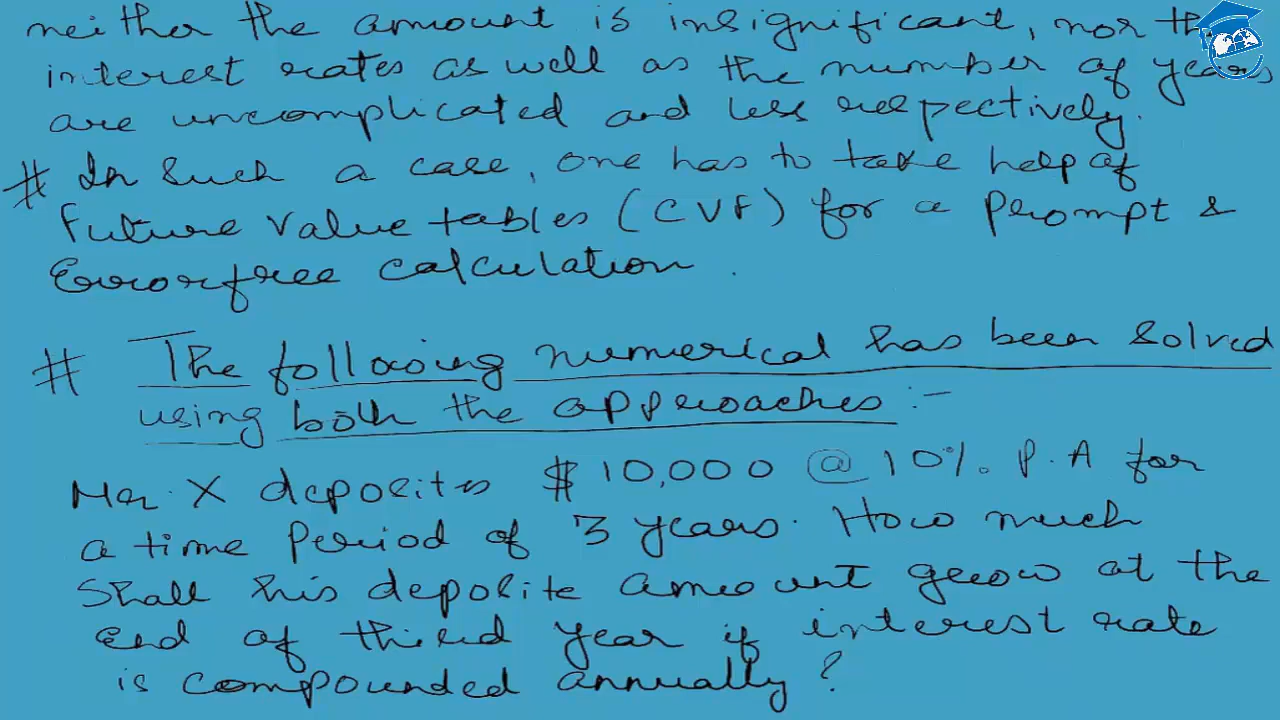 neither the amount is insignificant, nor th
interest rates as well as the number of years
are uncomplicated and less respectively.
# In such a case, one has to take help of
Future Value tables (CVF) for a prompt &
Errorfree calculation.
# The following numerical has been solved
using both the approaches :-
Mr. X deposites $10,000 @ 10%. P.A for
a time Period of 3 years. How much
Shall his deposite amount grow at the
End of third year if interest rate
is compounded annually?